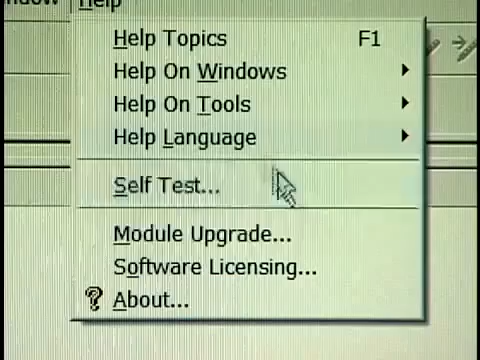 Help
Help Topics F1
Help On Windows
Help On Tools
Help Language
Self Test...
Module Upgrade...
Software Licensing...
About...